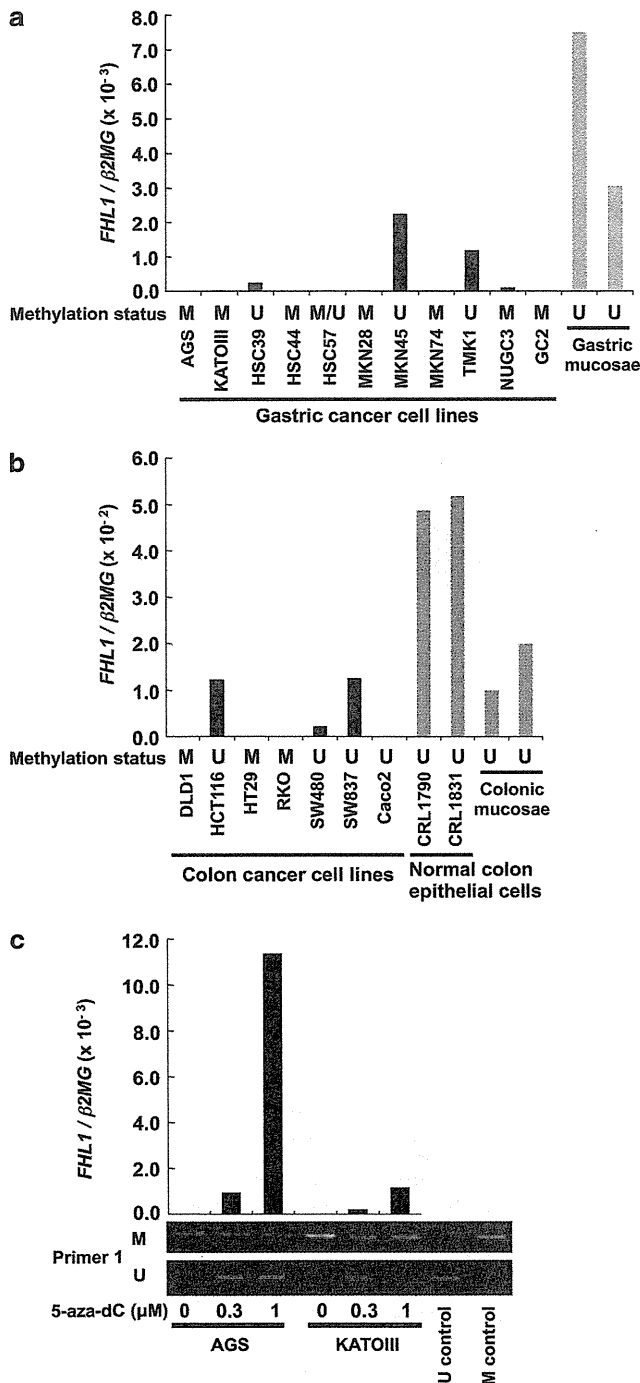 a
FHL1 / β2MG (x 10⁻³)
8.0
7.0
6.0
5.0
4.0
3.0
2.0
1.0
0.0
Methylation status M M U M M/U M U M U M M U U
AGS
KATOIII
HSC39
HSC44
HSC57
MKN28
MKN45
MKN74
TMK1
NUGC3
GC2
Gastric
mucosae
Gastric cancer cell lines
b
FHL1 / β2MG (x 10⁻²)
6.0
5.0
4.0
3.0
2.0
1.0
0.0
Methylation status M U M M U U U U U U U
DLD1
HCT116
HT29
RKO
SW480
SW837
Caco2
CRL1790
CRL1831
Colonic
mucosae
Colon cancer cell lines
Normal colon
epithelial cells
c
FHL1 / β2MG (x 10⁻³)
12.0
10.0
8.0
6.0
4.0
2.0
0.0
M
Primer 1
U
5-aza-dC (μM) 0 0.3 1 0 0.3 1
AGS KATOIII
U control
M control